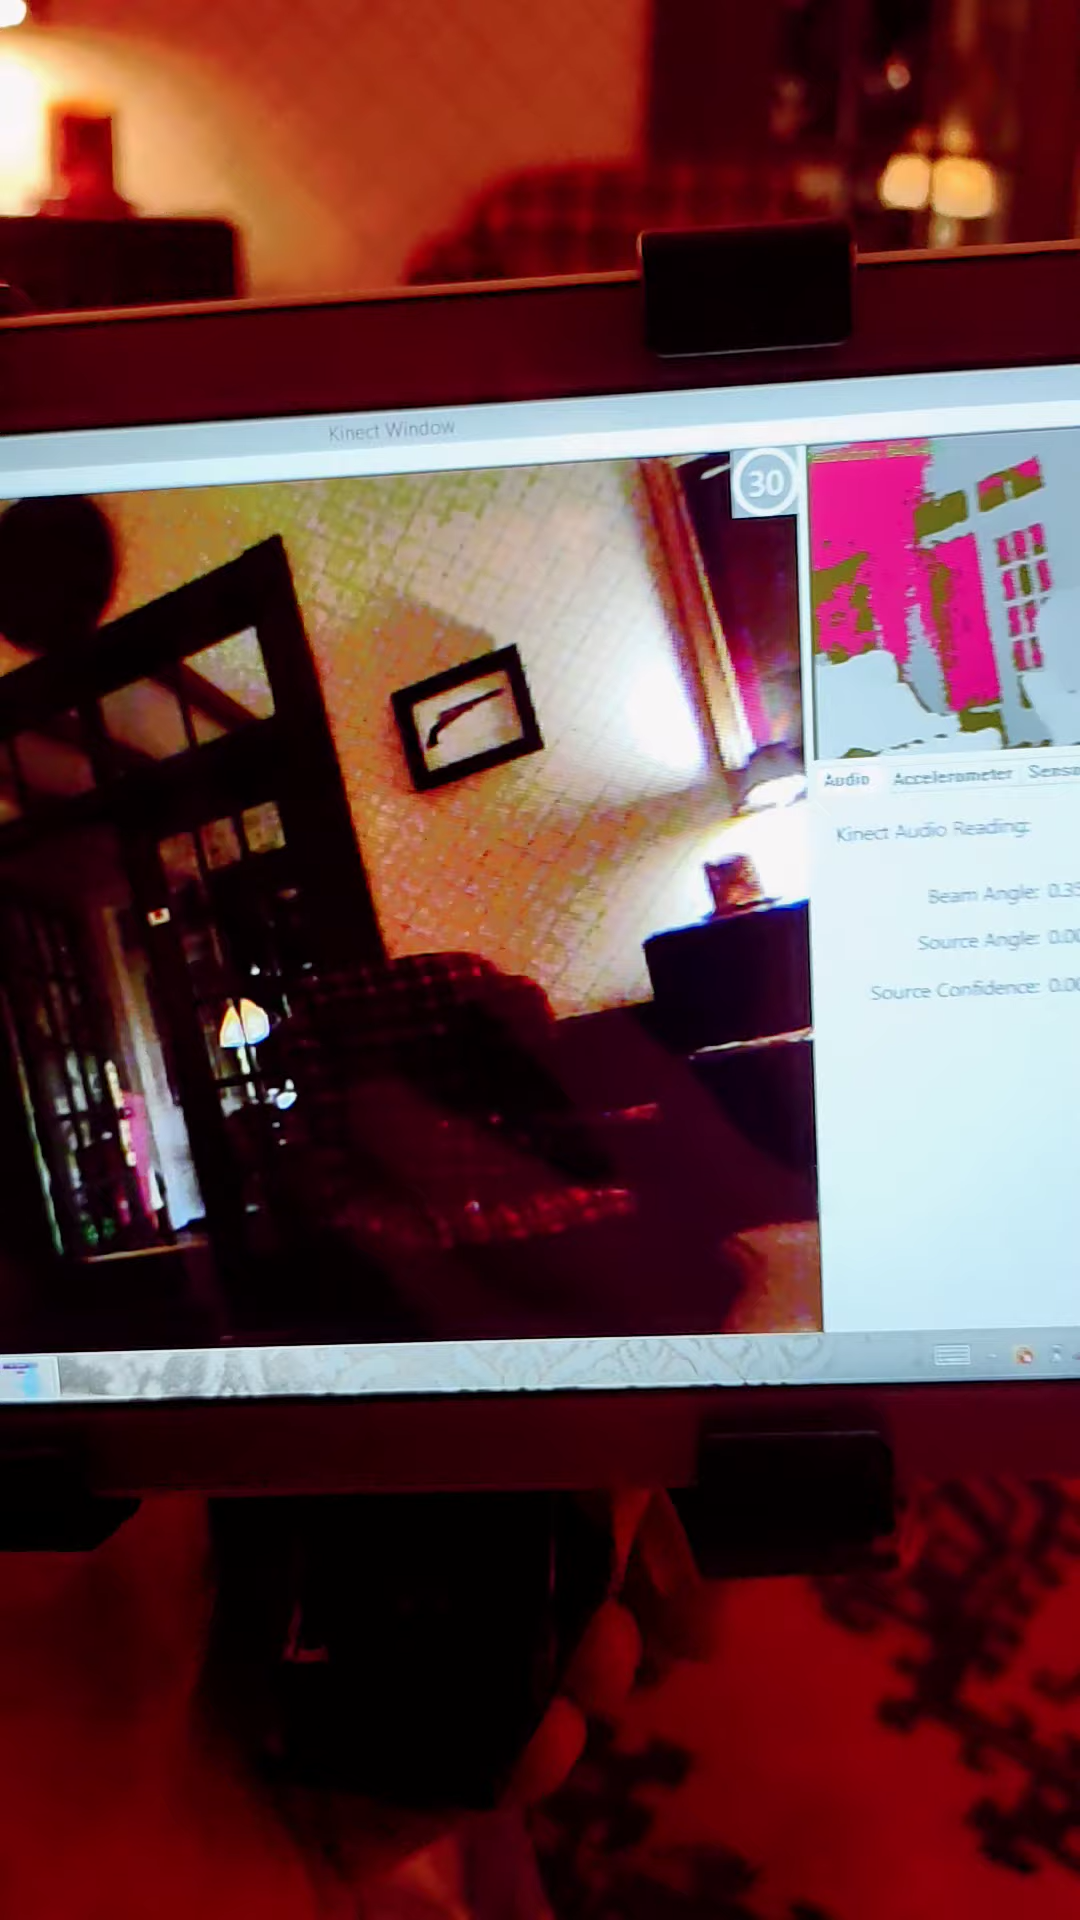 Kinect Window
30
Audio Accelerometer
Kinect Audio Reading:
Beam Angle:
Source Angle:
Source Confidence: